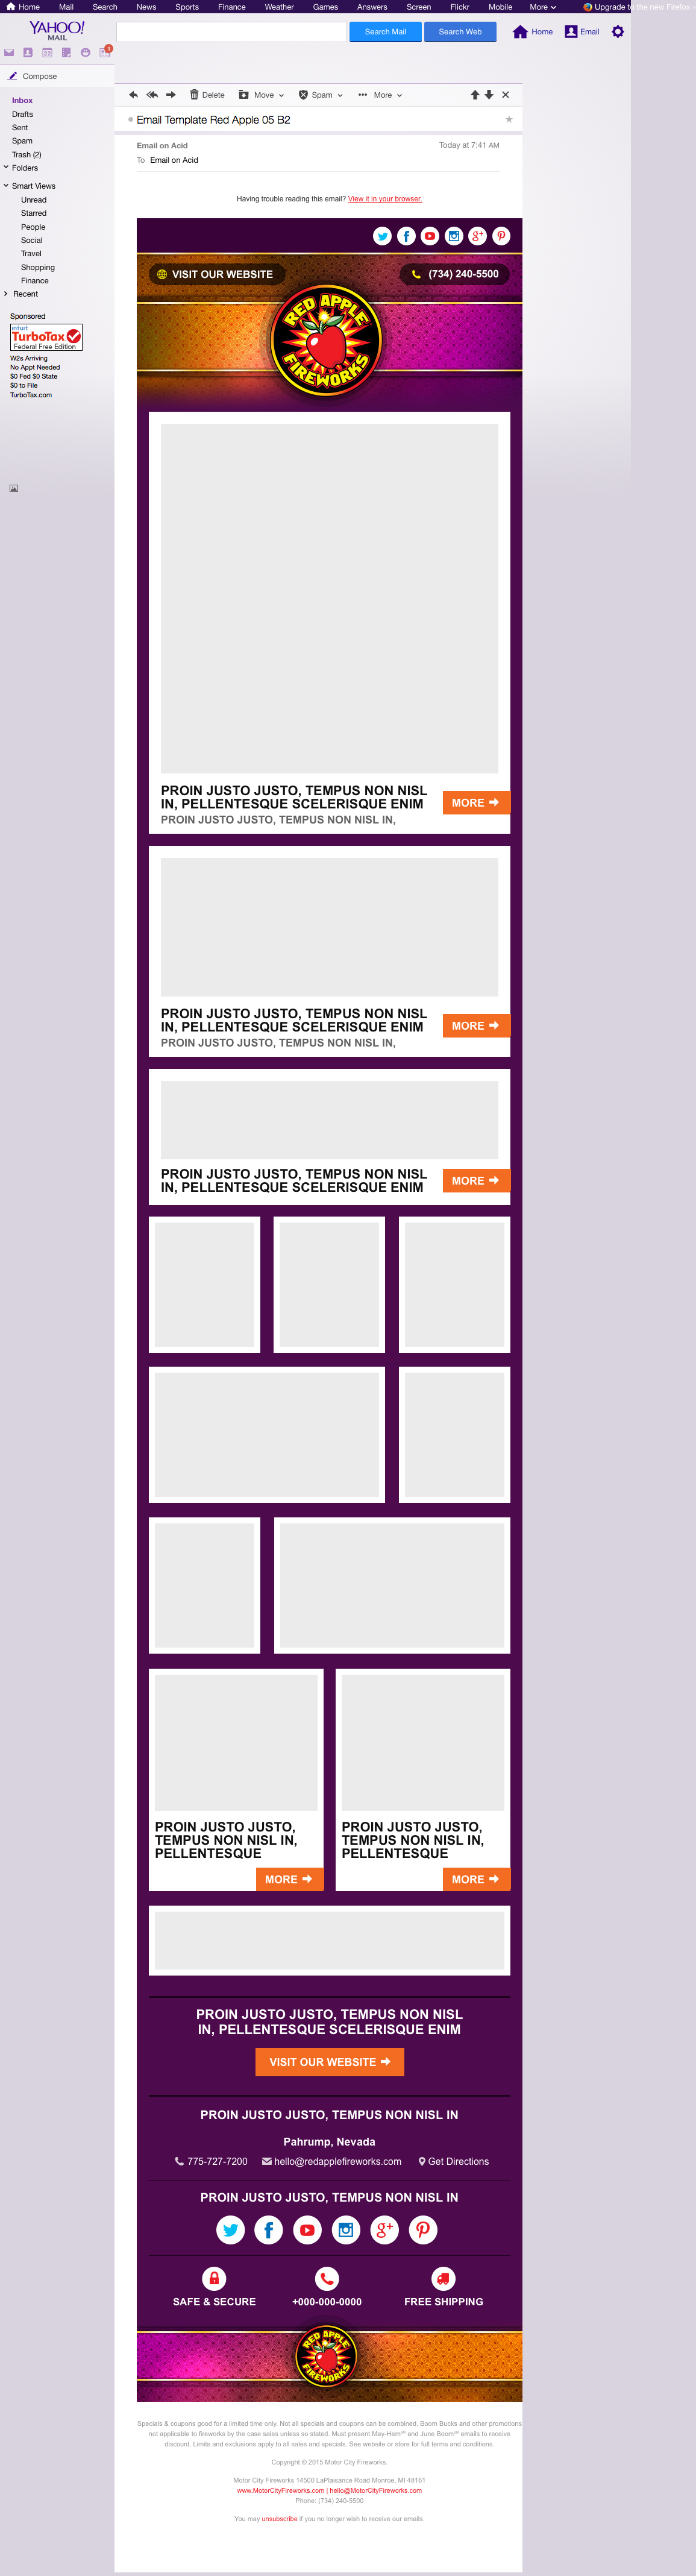 Home Mail Search News Sports Finance Weather Games Answers Screen Flickr Mobile More Upgrade to the new Firefox
YAHOO!
MAIL
Search Mail
Search Web
Home
Email
1
Compose
Inbox
Drafts
Sent
Spam
Trash (2)
Folders
Smart Views
Unread
Starred
People
Social
Travel
Shopping
Finance
Recent
Sponsored
intuit
TurboTax
Federal Free Edition
W2s Arriving
No Appt Needed
$0 Fed $0 State
$0 to File
TurboTax.com
Delete Move Spam More
Email Template Red Apple 05 B2
Email on Acid
Today at 7:41 AM
To Email on Acid
Having trouble reading this email? View it in your browser.
VISIT OUR WEBSITE
(734) 240-5500
RED APPLE
FIREWORKS
PROIN JUSTO JUSTO, TEMPUS NON NISL
IN, PELLENTESQUE SCELERISQUE ENIM
PROIN JUSTO JUSTO, TEMPUS NON NISL IN,
MORE
PROIN JUSTO JUSTO, TEMPUS NON NISL
IN, PELLENTESQUE SCELERISQUE ENIM
PROIN JUSTO JUSTO, TEMPUS NON NISL IN,
MORE
PROIN JUSTO JUSTO, TEMPUS NON NISL
IN, PELLENTESQUE SCELERISQUE ENIM
MORE
PROIN JUSTO JUSTO,
TEMPUS NON NISL IN,
PELLENTESQUE
MORE
PROIN JUSTO JUSTO,
TEMPUS NON NISL IN,
PELLENTESQUE
MORE
PROIN JUSTO JUSTO, TEMPUS NON NISL
IN, PELLENTESQUE SCELERISQUE ENIM
VISIT OUR WEBSITE
PROIN JUSTO JUSTO, TEMPUS NON NISL IN
Pahrump, Nevada
775-727-7200 hello@redapplefireworks.com Get Directions
PROIN JUSTO JUSTO, TEMPUS NON NISL IN
SAFE & SECURE
+000-000-0000
FREE SHIPPING
RED APPLE
FIREWORKS
Specials & coupons good for a limited time only. Not all specials and coupons can be combined. Boom Bucks and other promotions
not applicable to fireworks by the case sales unless so stated. Must present May-Hem℠ and June Boom℠ emails to receive
discount. Limits and exclusions apply to all sales and specials. See website or store for full terms and conditions.
Copyright © 2015 Motor City Fireworks.
Motor City Fireworks 14500 LaPlaisance Road Monroe, MI 48161
www.MotorCityFireworks.com | hello@MotorCityFireworks.com
Phone: (734) 240-5500
You may unsubscribe if you no longer wish to receive our emails.